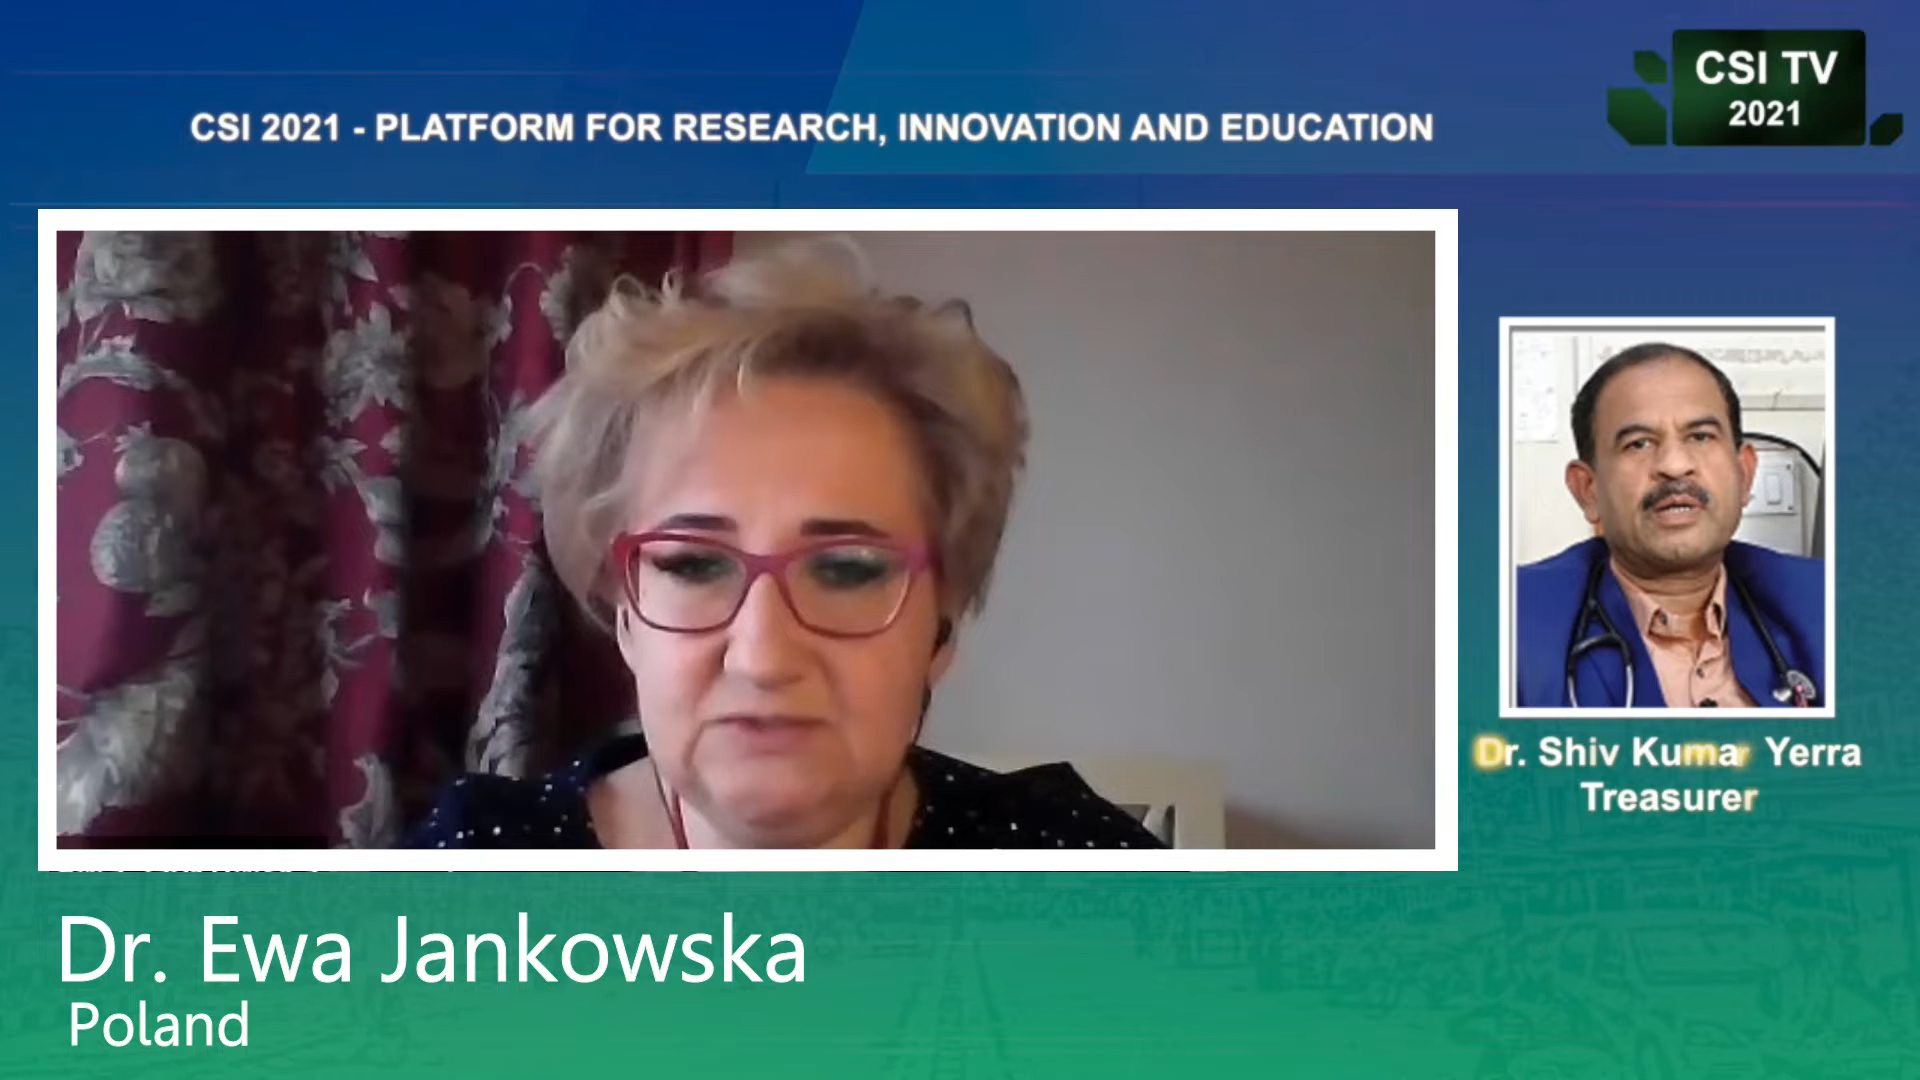 CSI TV
2021
CSI 2021 - PLATFORM FOR RESEARCH, INNOVATION AND EDUCATION
Dr. Shiv Kumar Yerra
Treasurer
Dr. Ewa Jankowska
Poland